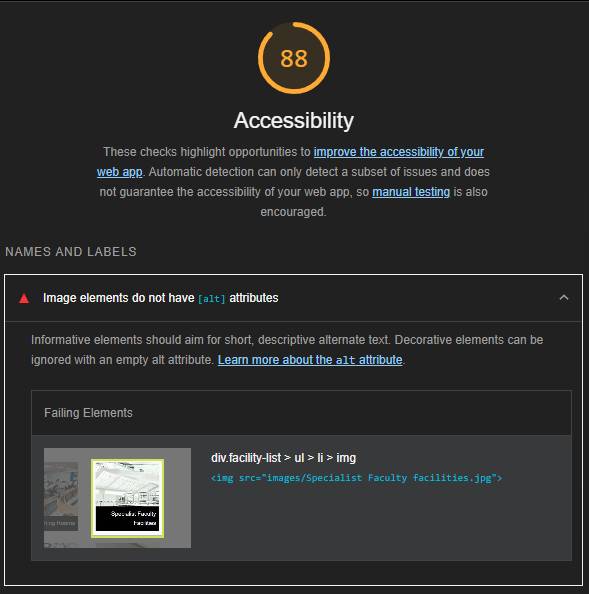 88
Accessibility
These checks highlight opportunities to improve the accessibility of your
web app. Automatic detection can only detect a subset of issues and does
not guarantee the accessibility of your web app, so manual testing is also
encouraged.
NAMES AND LABELS
Image elements do not have [alt] attributes
Informative elements should aim for short, descriptive alternate text. Decorative elements can be
ignored with an empty alt attribute. Learn more about the alt attribute.
Failing Elements
div.facility-list > ul > li > img
<img src="images/Specialist Faculty facilities.jpg">
Specialist Faculty
Facilities